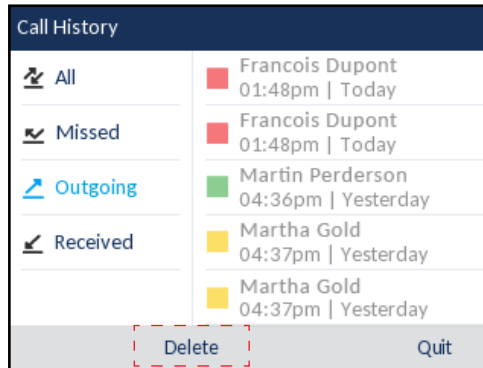 Call History
All
Missed
Outgoing
Received
Francois Dupont
01:48pm | Today
Francois Dupont
01:48pm | Today
Martin Perderson
04:36pm | Yesterday
Martha Gold
04:37pm | Yesterday
Martha Gold
04:37pm | Yesterday
Delete
Quit